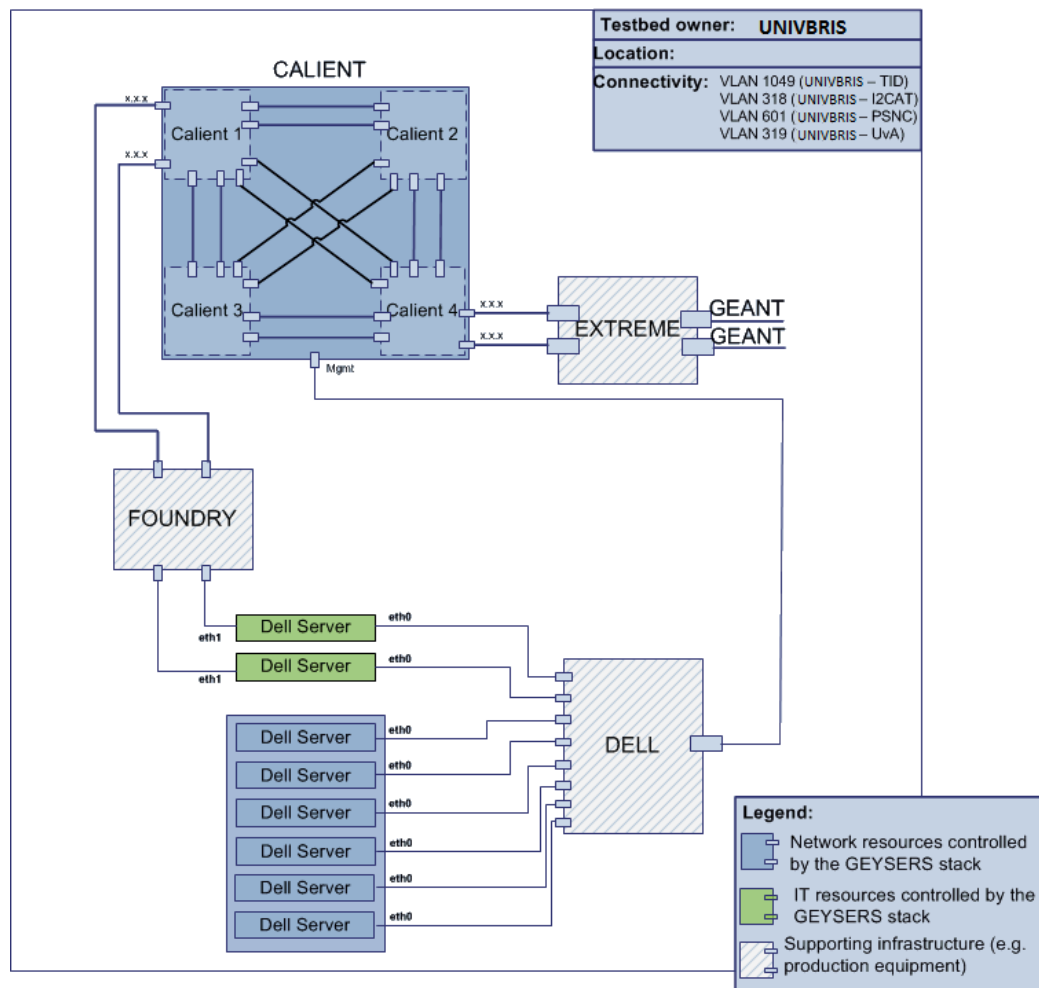 Testbed owner: UNIVBRIS
Location:
Connectivity: VLAN 1049 (UNIVBRIS – TID)
VLAN 318 (UNIVBRIS – I2CAT)
VLAN 601 (UNIVBRIS – PSNC)
VLAN 319 (UNIVBRIS – UvA)
CALIENT
x.x.x
Calient 1
Calient 2
x.x.x
Calient 3
Calient 4
x.x.x
x.x.x
EXTREME
GEANT
GEANT
Mgmt
FOUNDRY
Dell Server
eth0
eth1
Dell Server
eth0
eth1
Dell Server
eth0
Dell Server
eth0
Dell Server
eth0
Dell Server
eth0
Dell Server
eth0
Dell Server
eth0
DELL
Legend:
Network resources controlled
by the GEYSERS stack
IT resources controlled by the
GEYSERS stack
Supporting infrastructure (e.g.
production equipment)